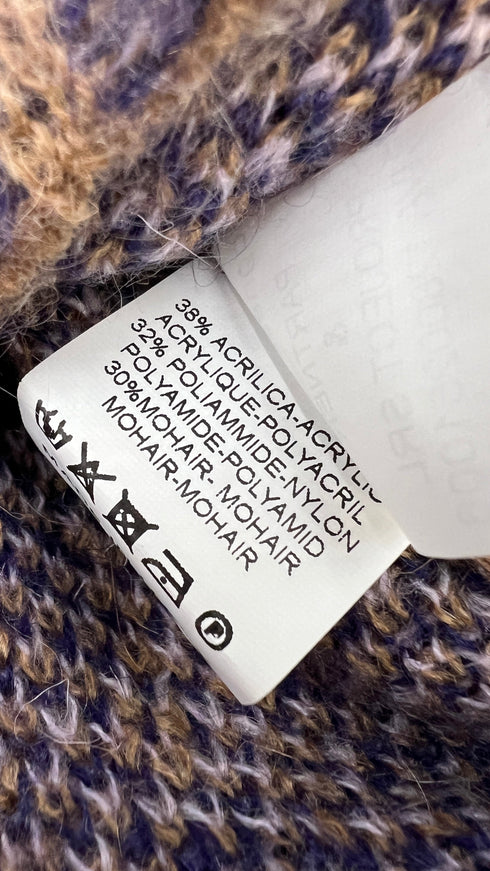 38% ACRILICA-ACRYLIC
ACRYLIQUE-POLYACRIL
32% POLIAMMIDE-NYLON
POLYAMIDE-POLYAMID
30%MOHAIR- MOHAIR
MOHAIR-MOHAIR
P